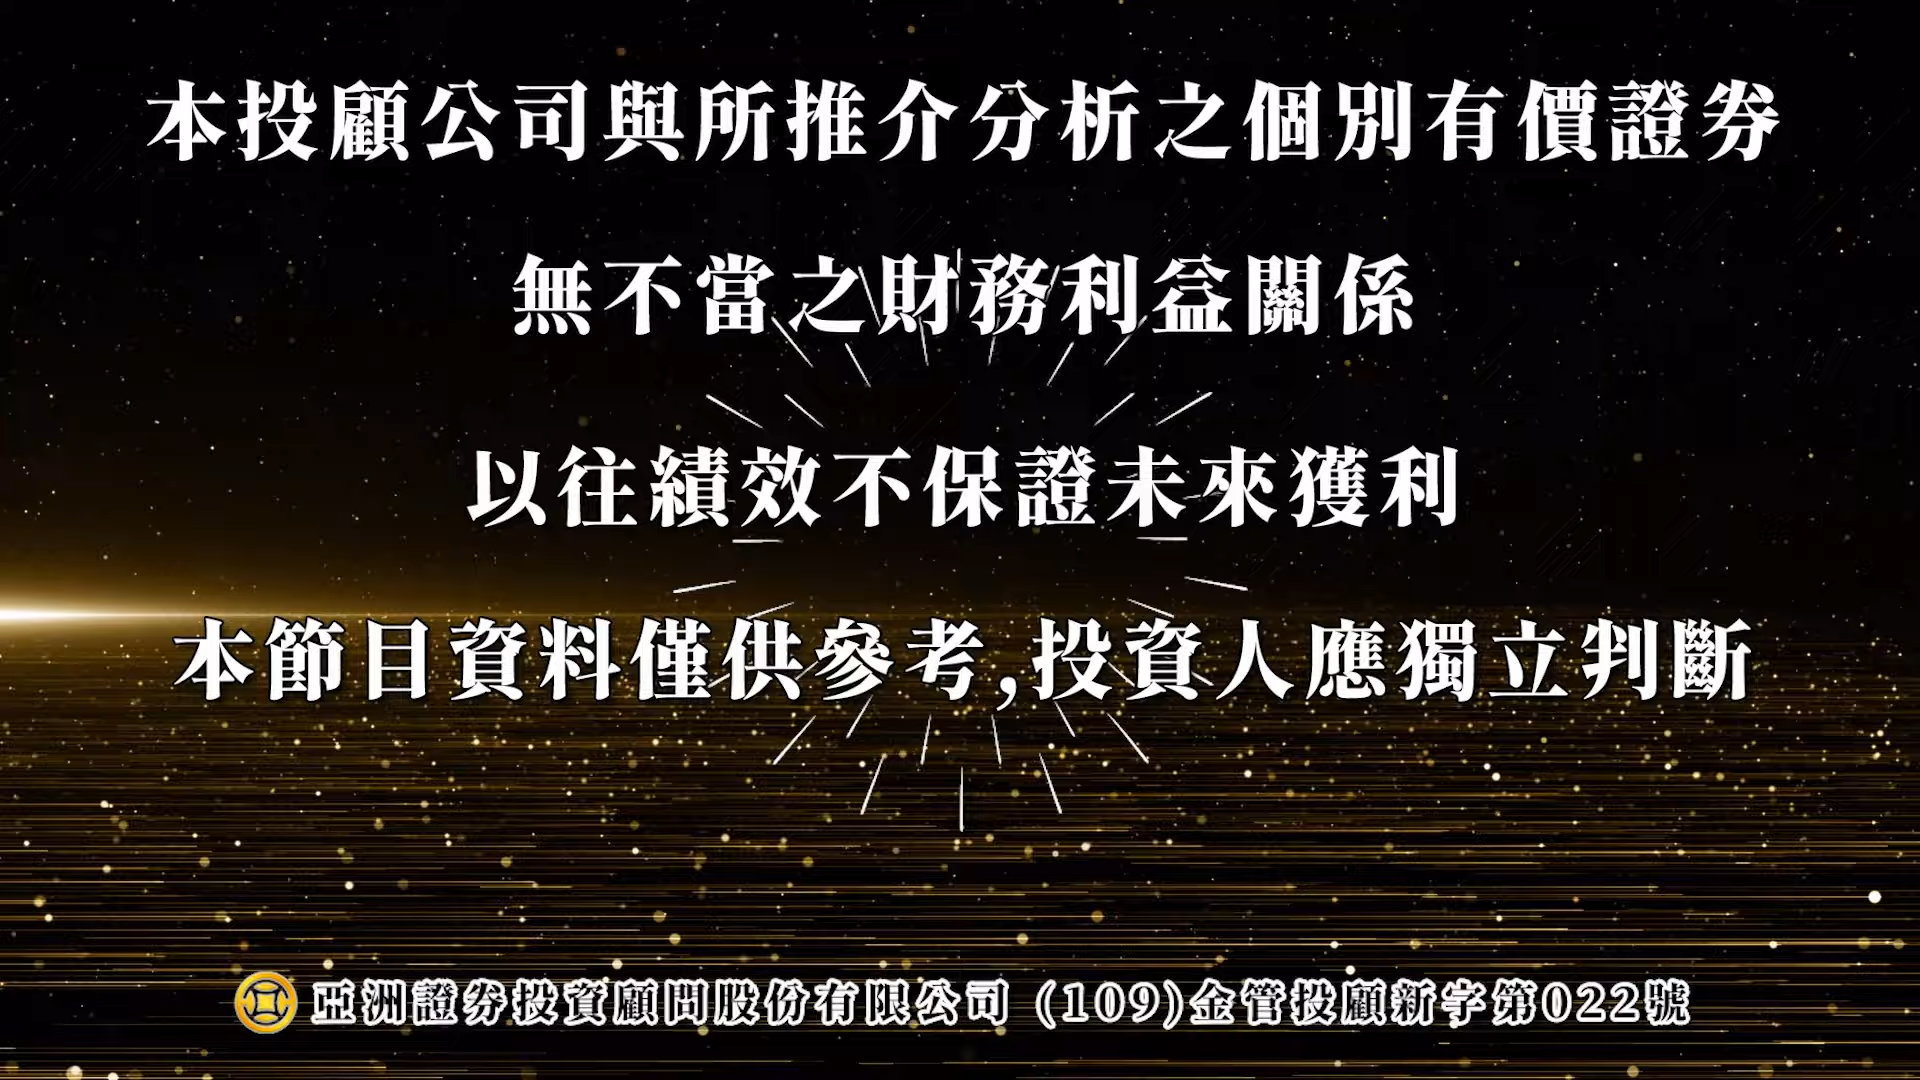 本投顧公司與所推介分析之個別有價證券
無不當之財務利益關係
以往績效不保證未來獲利
本節目資料僅供參考,投資人應獨立判斷
亞洲證券投資顧問股份有限公司 (109)金管投顧新字第022號